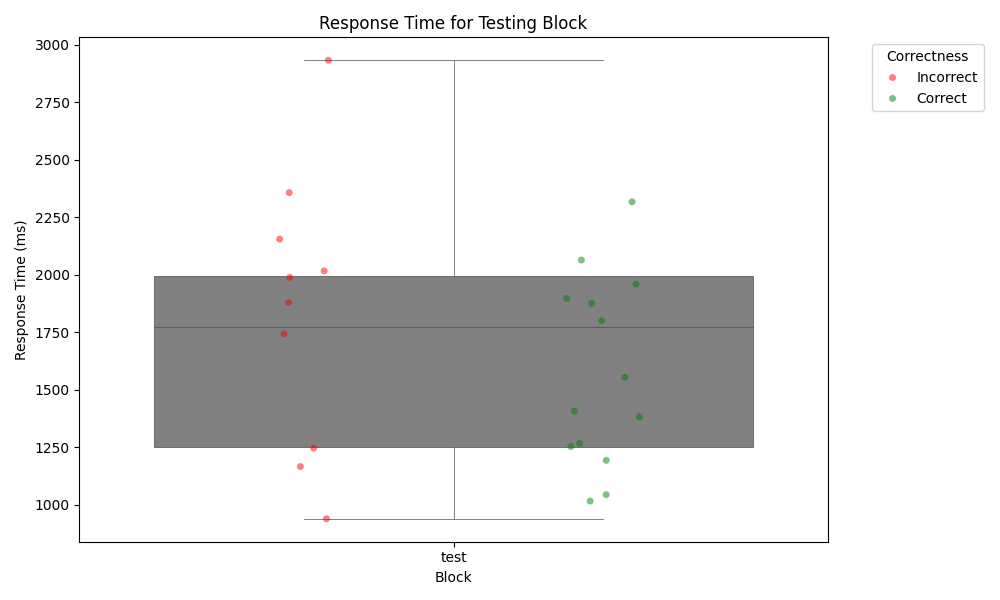 Response Time for Testing Block
3000
2750
2500
2250
2000
1750
1500
1250
1000
Response Time (ms)
test
Block
Correctness
Incorrect
Correct